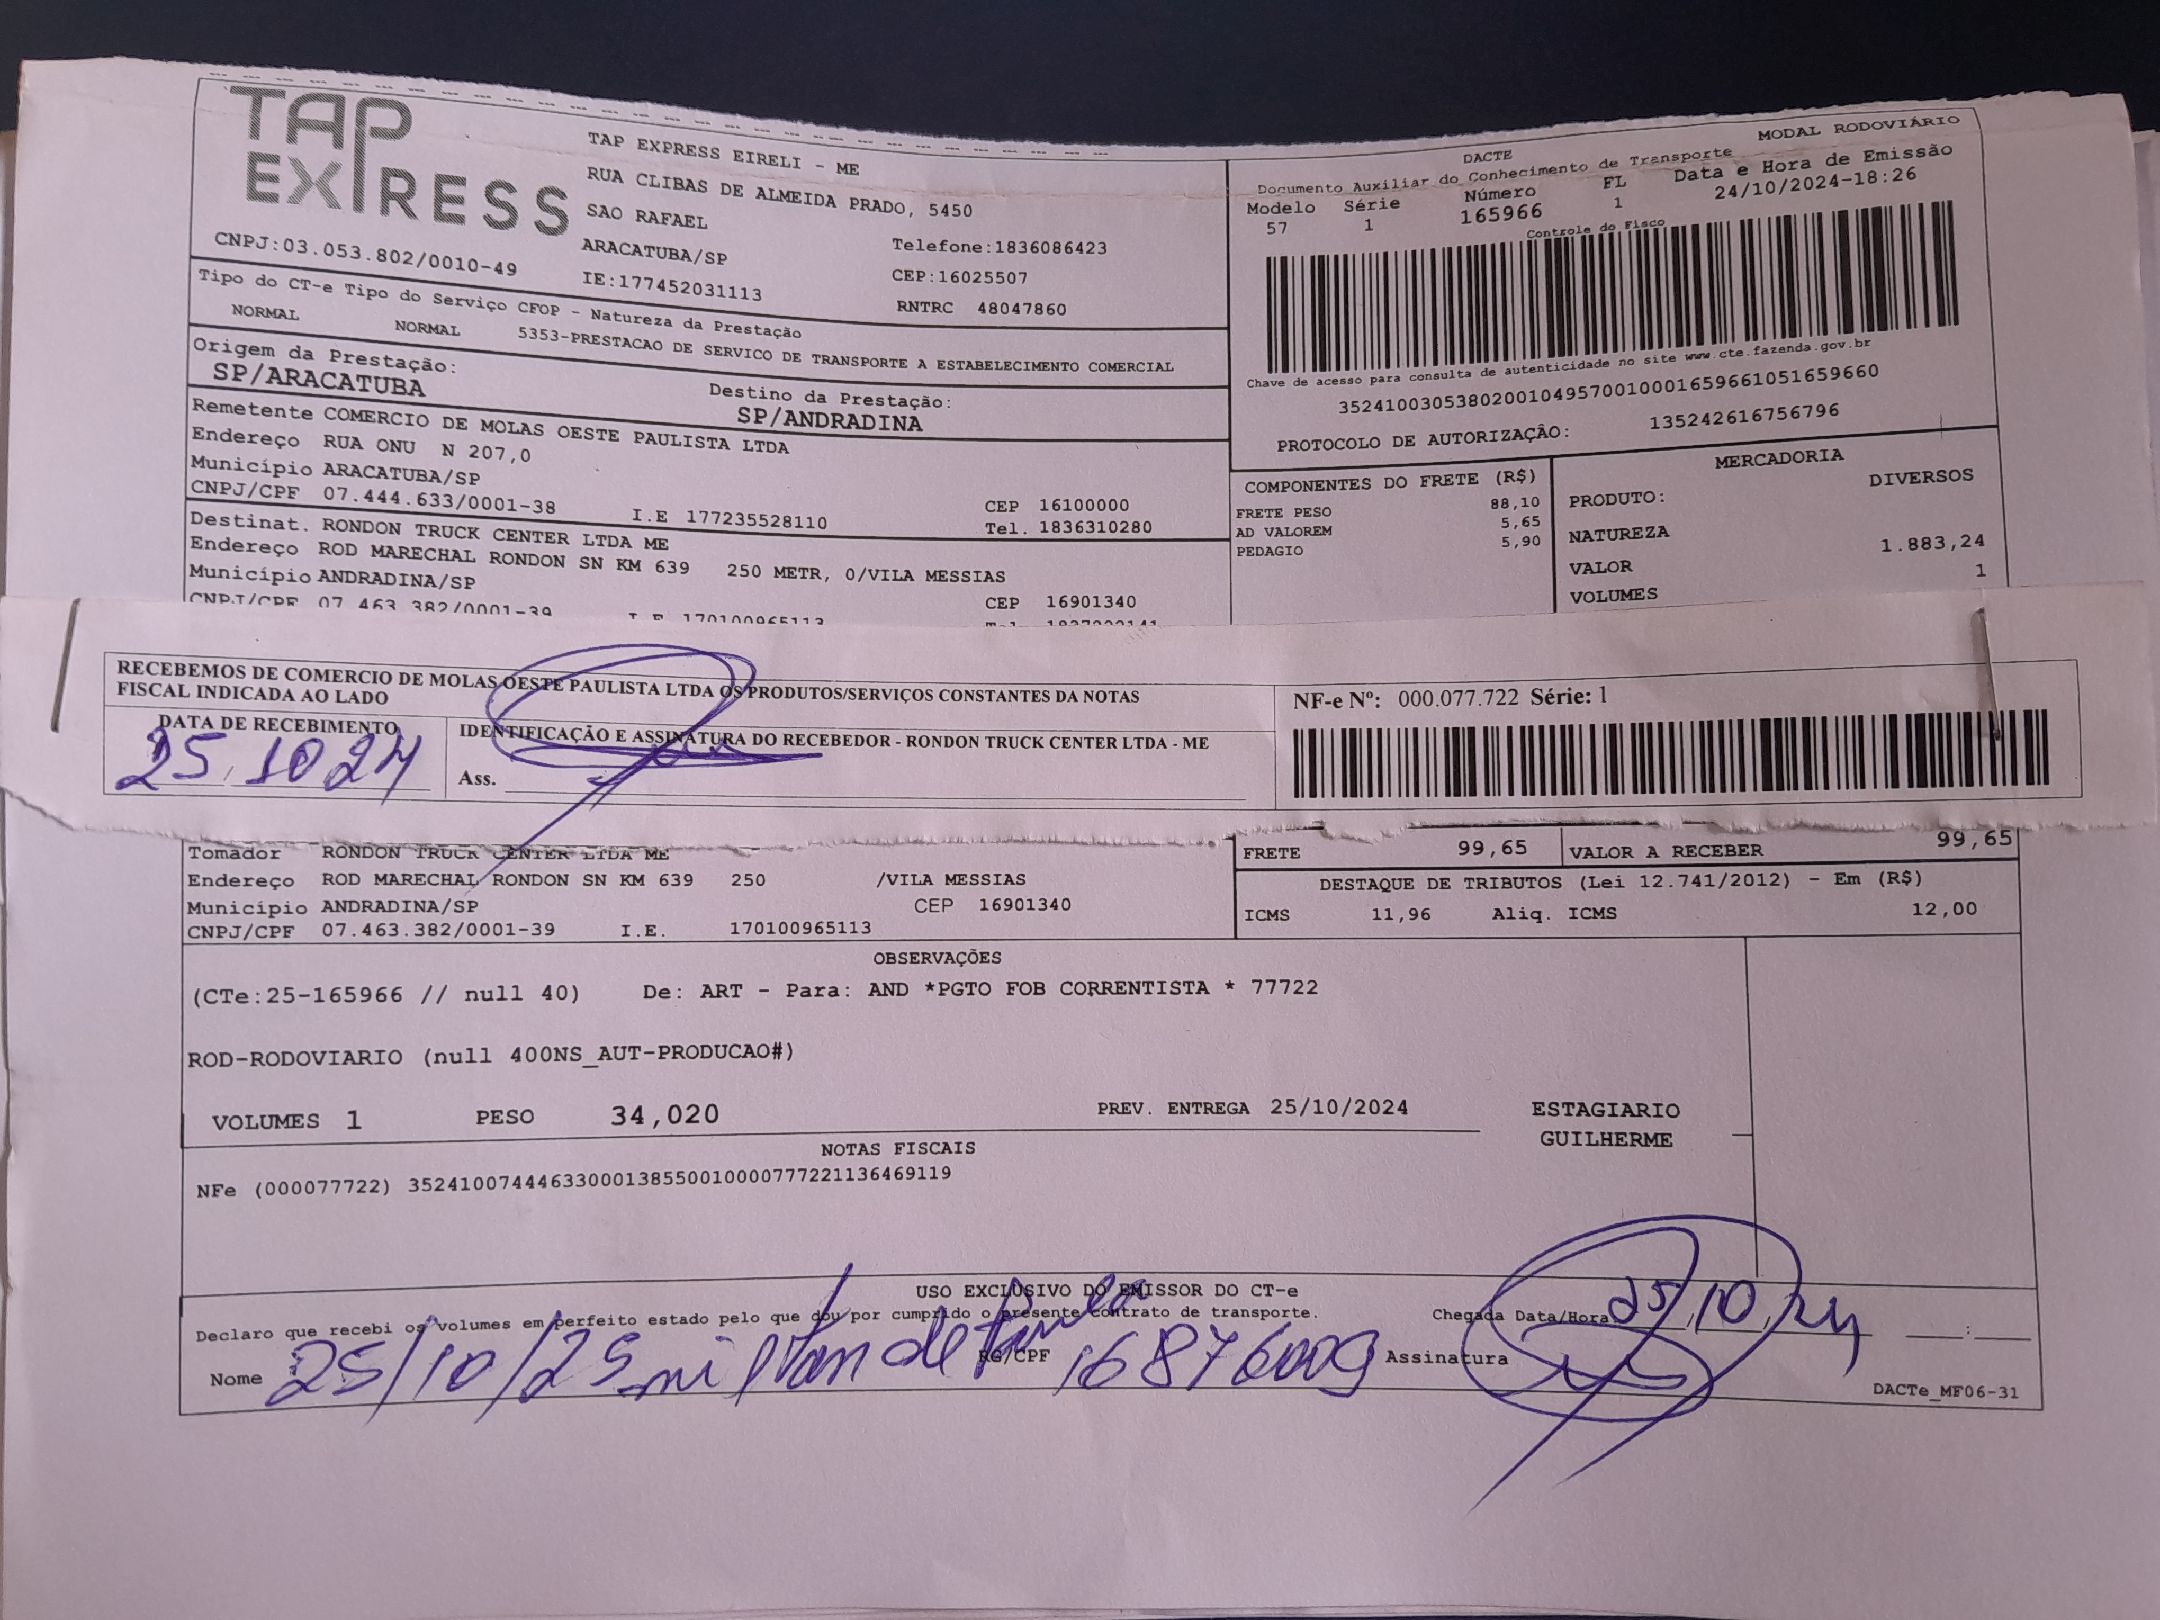 TAP EXPRESS
TAP EXPRESS EIRELI - ME
RUA CLIBAS DE ALMEIDA PRADO, 5450
SAO RAFAEL
ARACATUBA/SP
Telefone:1836086423
CEP:16025507
CNPJ:03.053.802/0010-49
IE:177452031113
RNTRC 48047860
MODAL RODOVIÁRIO
DACTE
Documento Auxiliar do Conhecimento de Transporte
Modelo Série Número FL Data e Hora de Emissão
57 1 165966 1 24/10/2024-18:26
Controle do Fisco
Chave de acesso para consulta de autenticidade no site www.cte.fazenda.gov.br
35241003053802001049570010001659661051659660
PROTOCOLO DE AUTORIZAÇÃO: 135242616756796
Tipo do CT-e Tipo do Serviço CFOP - Natureza da Prestação
NORMAL NORMAL 5353-PRESTACAO DE SERVICO DE TRANSPORTE A ESTABELECIMENTO COMERCIAL
Origem da Prestação: Destino da Prestação:
SP/ARACATUBA SP/ANDRADINA
Remetente COMERCIO DE MOLAS OESTE PAULISTA LTDA
Endereço RUA ONU N 207,0
Município ARACATUBA/SP CEP 16100000
CNPJ/CPF 07.444.633/0001-38 I.E 177235528110 Tel. 1836310280
Destinat. RONDON TRUCK CENTER LTDA ME
Endereço ROD MARECHAL RONDON SN KM 639 250 METR, 0/VILA MESSIAS
Município ANDRADINA/SP CEP 16901340
CNPJ/CPF 07.463.382/0001-39 I.E 170100965113
COMPONENTES DO FRETE (R$)
FRETE PESO 88,10
AD VALOREM 5,65
PEDAGIO 5,90
MERCADORIA
PRODUTO: DIVERSOS
NATUREZA
VALOR 1.883,24
VOLUMES 1
RECEBEMOS DE COMERCIO DE MOLAS OESTE PAULISTA LTDA OS PRODUTOS/SERVIÇOS CONSTANTES DA NOTAS
FISCAL INDICADA AO LADO
DATA DE RECEBIMENTO
25.10 24
IDENTIFICAÇÃO E ASSINATURA DO RECEBEDOR - RONDON TRUCK CENTER LTDA - ME
Ass.
NF-e Nº: 000.077.722 Série: 1
Tomador RONDON TRUCK CENTER LTDA ME
Endereço ROD MARECHAL RONDON SN KM 639 250 /VILA MESSIAS
Município ANDRADINA/SP CEP 16901340
CNPJ/CPF 07.463.382/0001-39 I.E. 170100965113
FRETE 99,65 VALOR A RECEBER 99,65
DESTAQUE DE TRIBUTOS (Lei 12.741/2012) - Em (R$)
ICMS 11,96 Aliq. ICMS 12,00
OBSERVAÇÕES
(CTe:25-165966 // null 40) De: ART - Para: AND *PGTO FOB CORRENTISTA * 77722
ROD-RODOVIARIO (null 400NS_AUT-PRODUCAO#)
VOLUMES 1 PESO 34,020 PREV. ENTREGA 25/10/2024
ESTAGIARIO
GUILHERME
NOTAS FISCAIS
NFe (000077722) 35241007444633000138550010000777221136469119
USO EXCLUSIVO DO EMISSOR DO CT-e
Declaro que recebi os volumes em perfeito estado pelo que dou por cumprido o presente contrato de transporte.
Chegada Data/Hora 25/10/24 :
Nome 25/10/25 milton de RG/CPF 16876009 Assinatura
DACTe_MF06-31